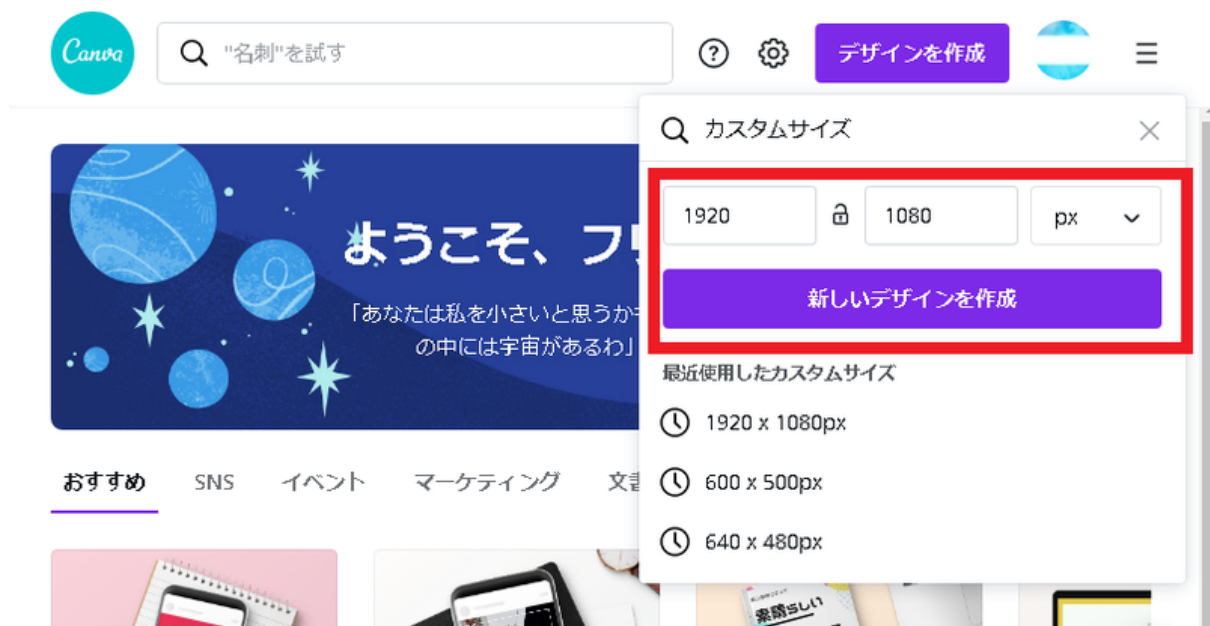 Canva
"名刺"を試す
デザインを作成
カスタムサイズ
1920
1080
px
新しいデザインを作成
最近使用したカスタムサイズ
1920 x 1080px
600 x 500px
640 x 480px
ようこそ、フ
「あなたは私を小さいと思うか
の中には宇宙があるわ」
おすすめ
SNS
イベント
マーケティング
文
素晴らしい